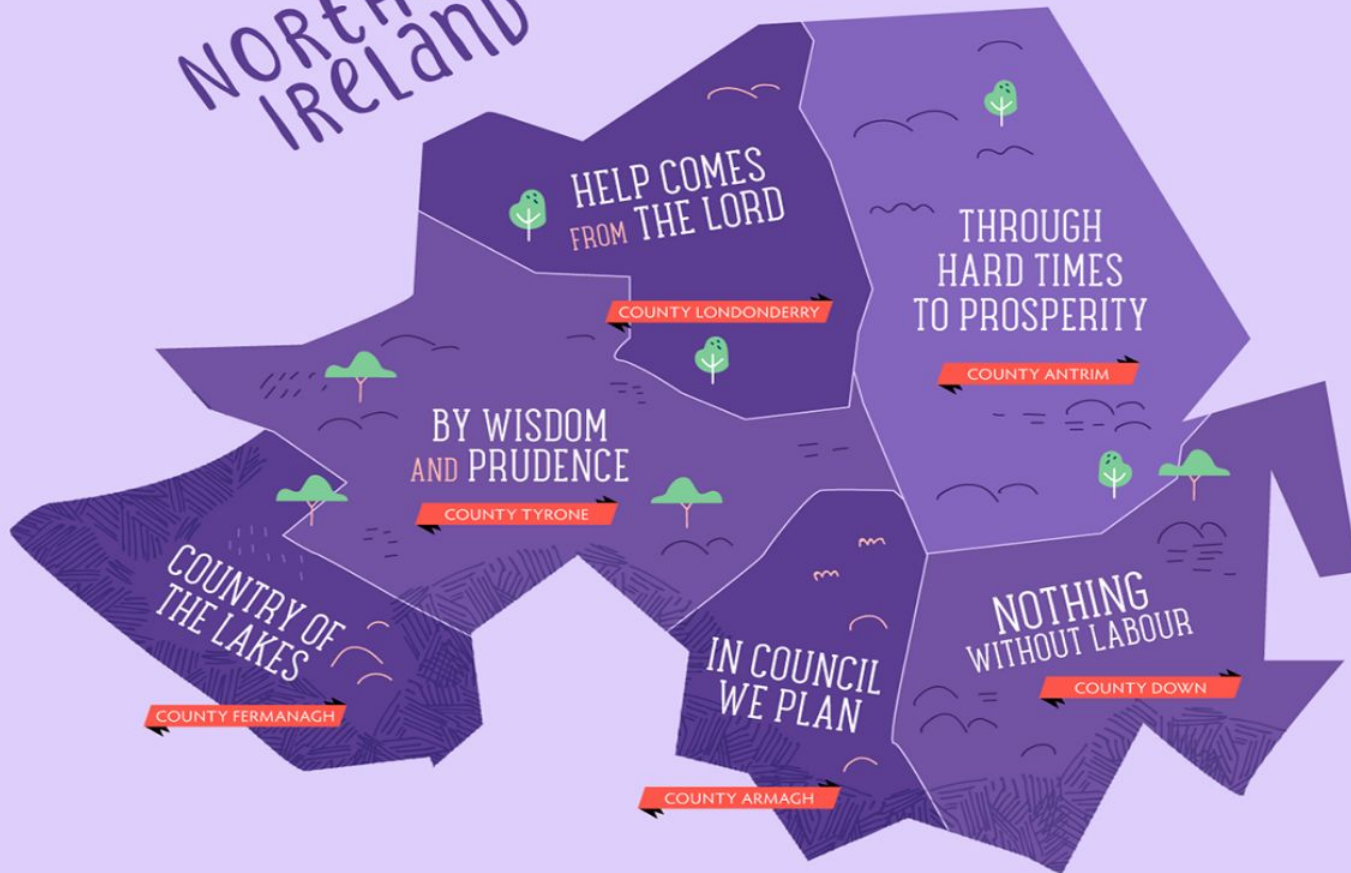 NORTH
IRELAND
HELP COMES
FROM THE LORD
COUNTY LONDONDERRY
THROUGH
HARD TIMES
TO PROSPERITY
COUNTY ANTRIM
BY WISDOM
AND PRUDENCE
COUNTY TYRONE
COUNTRY OF
THE LAKES
COUNTY FERMANAGH
IN COUNCIL
WE PLAN
COUNTY ARMAGH
NOTHING
WITHOUT LABOUR
COUNTY DOWN